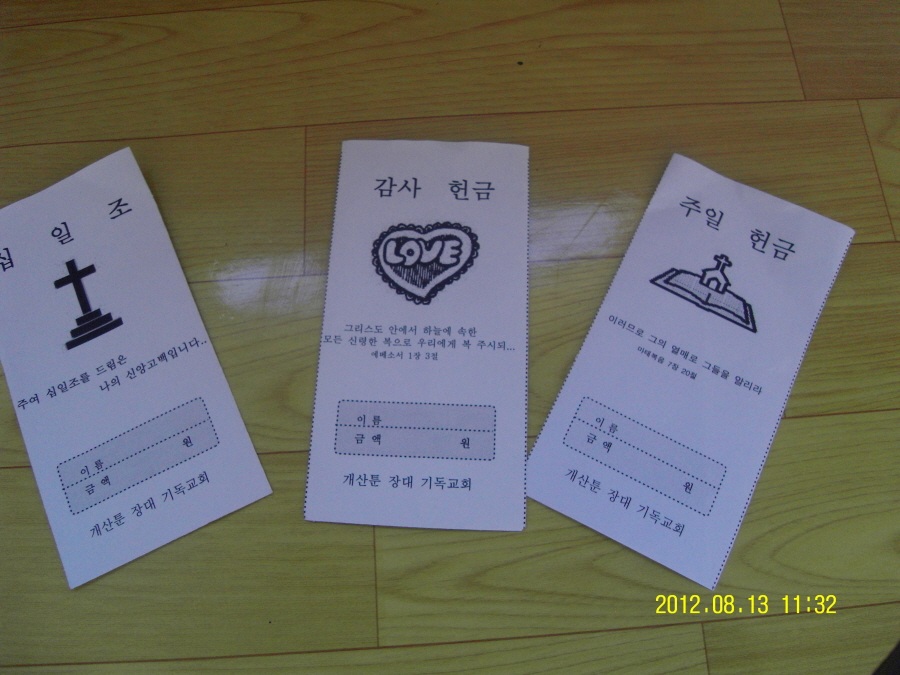 십 일 조
주여 십일조를 드림은
나의 신앙고백입니다..
이 름
금 액 원
개산툰 장대 기독교회
감사 헌금
LOVE
그리스도 안에서 하늘에 속한
모든 신령한 복으로 우리에게 복 주시되...
에베소서 1장 3절
이 름
금 액 원
개산툰 장대 기독교회
주일 헌금
이러므로 그의 열매로 그들을 알리라
마태복음 7장 20절
이 름
금 액 원
개산툰 장대 기독교회
2012.08.13 11:32